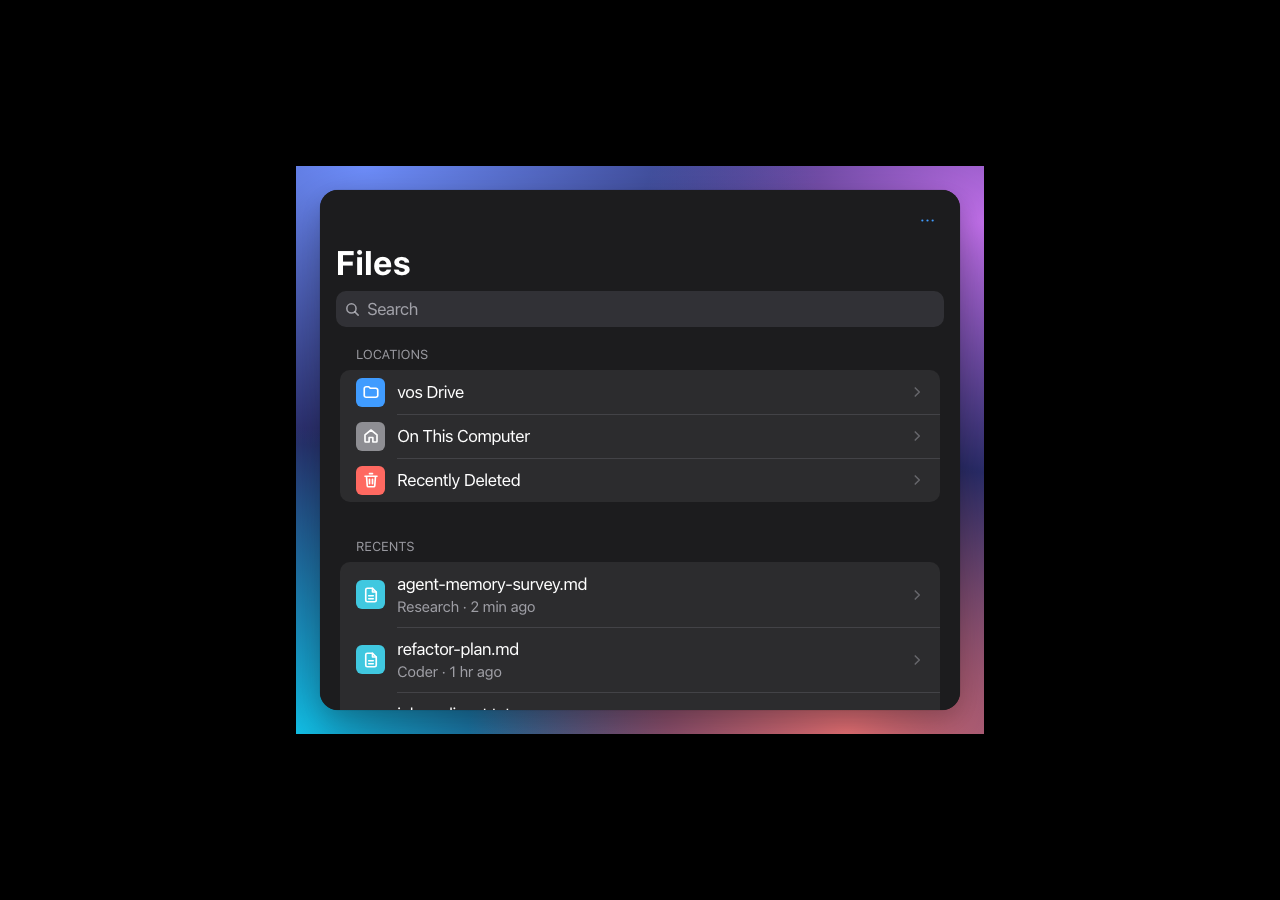 Files
Search
LOCATIONS
vos Drive
On This Computer
Recently Deleted
RECENTS
agent-memory-survey.md
Research · 2 min ago
refactor-plan.md
Coder · 1 hr ago